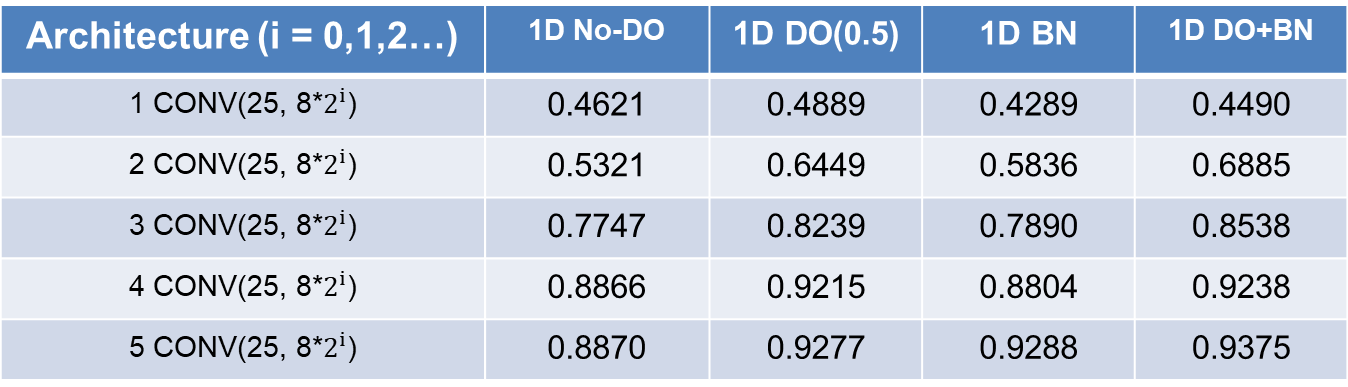 Architecture (i = 0,1,2…) 1D No-DO 1D DO(0.5) 1D BN 1D DO+BN
1 CONV(25, 8*2ⁱ) 0.4621 0.4889 0.4289 0.4490
2 CONV(25, 8*2ⁱ) 0.5321 0.6449 0.5836 0.6885
3 CONV(25, 8*2ⁱ) 0.7747 0.8239 0.7890 0.8538
4 CONV(25, 8*2ⁱ) 0.8866 0.9215 0.8804 0.9238
5 CONV(25, 8*2ⁱ) 0.8870 0.9277 0.9288 0.9375